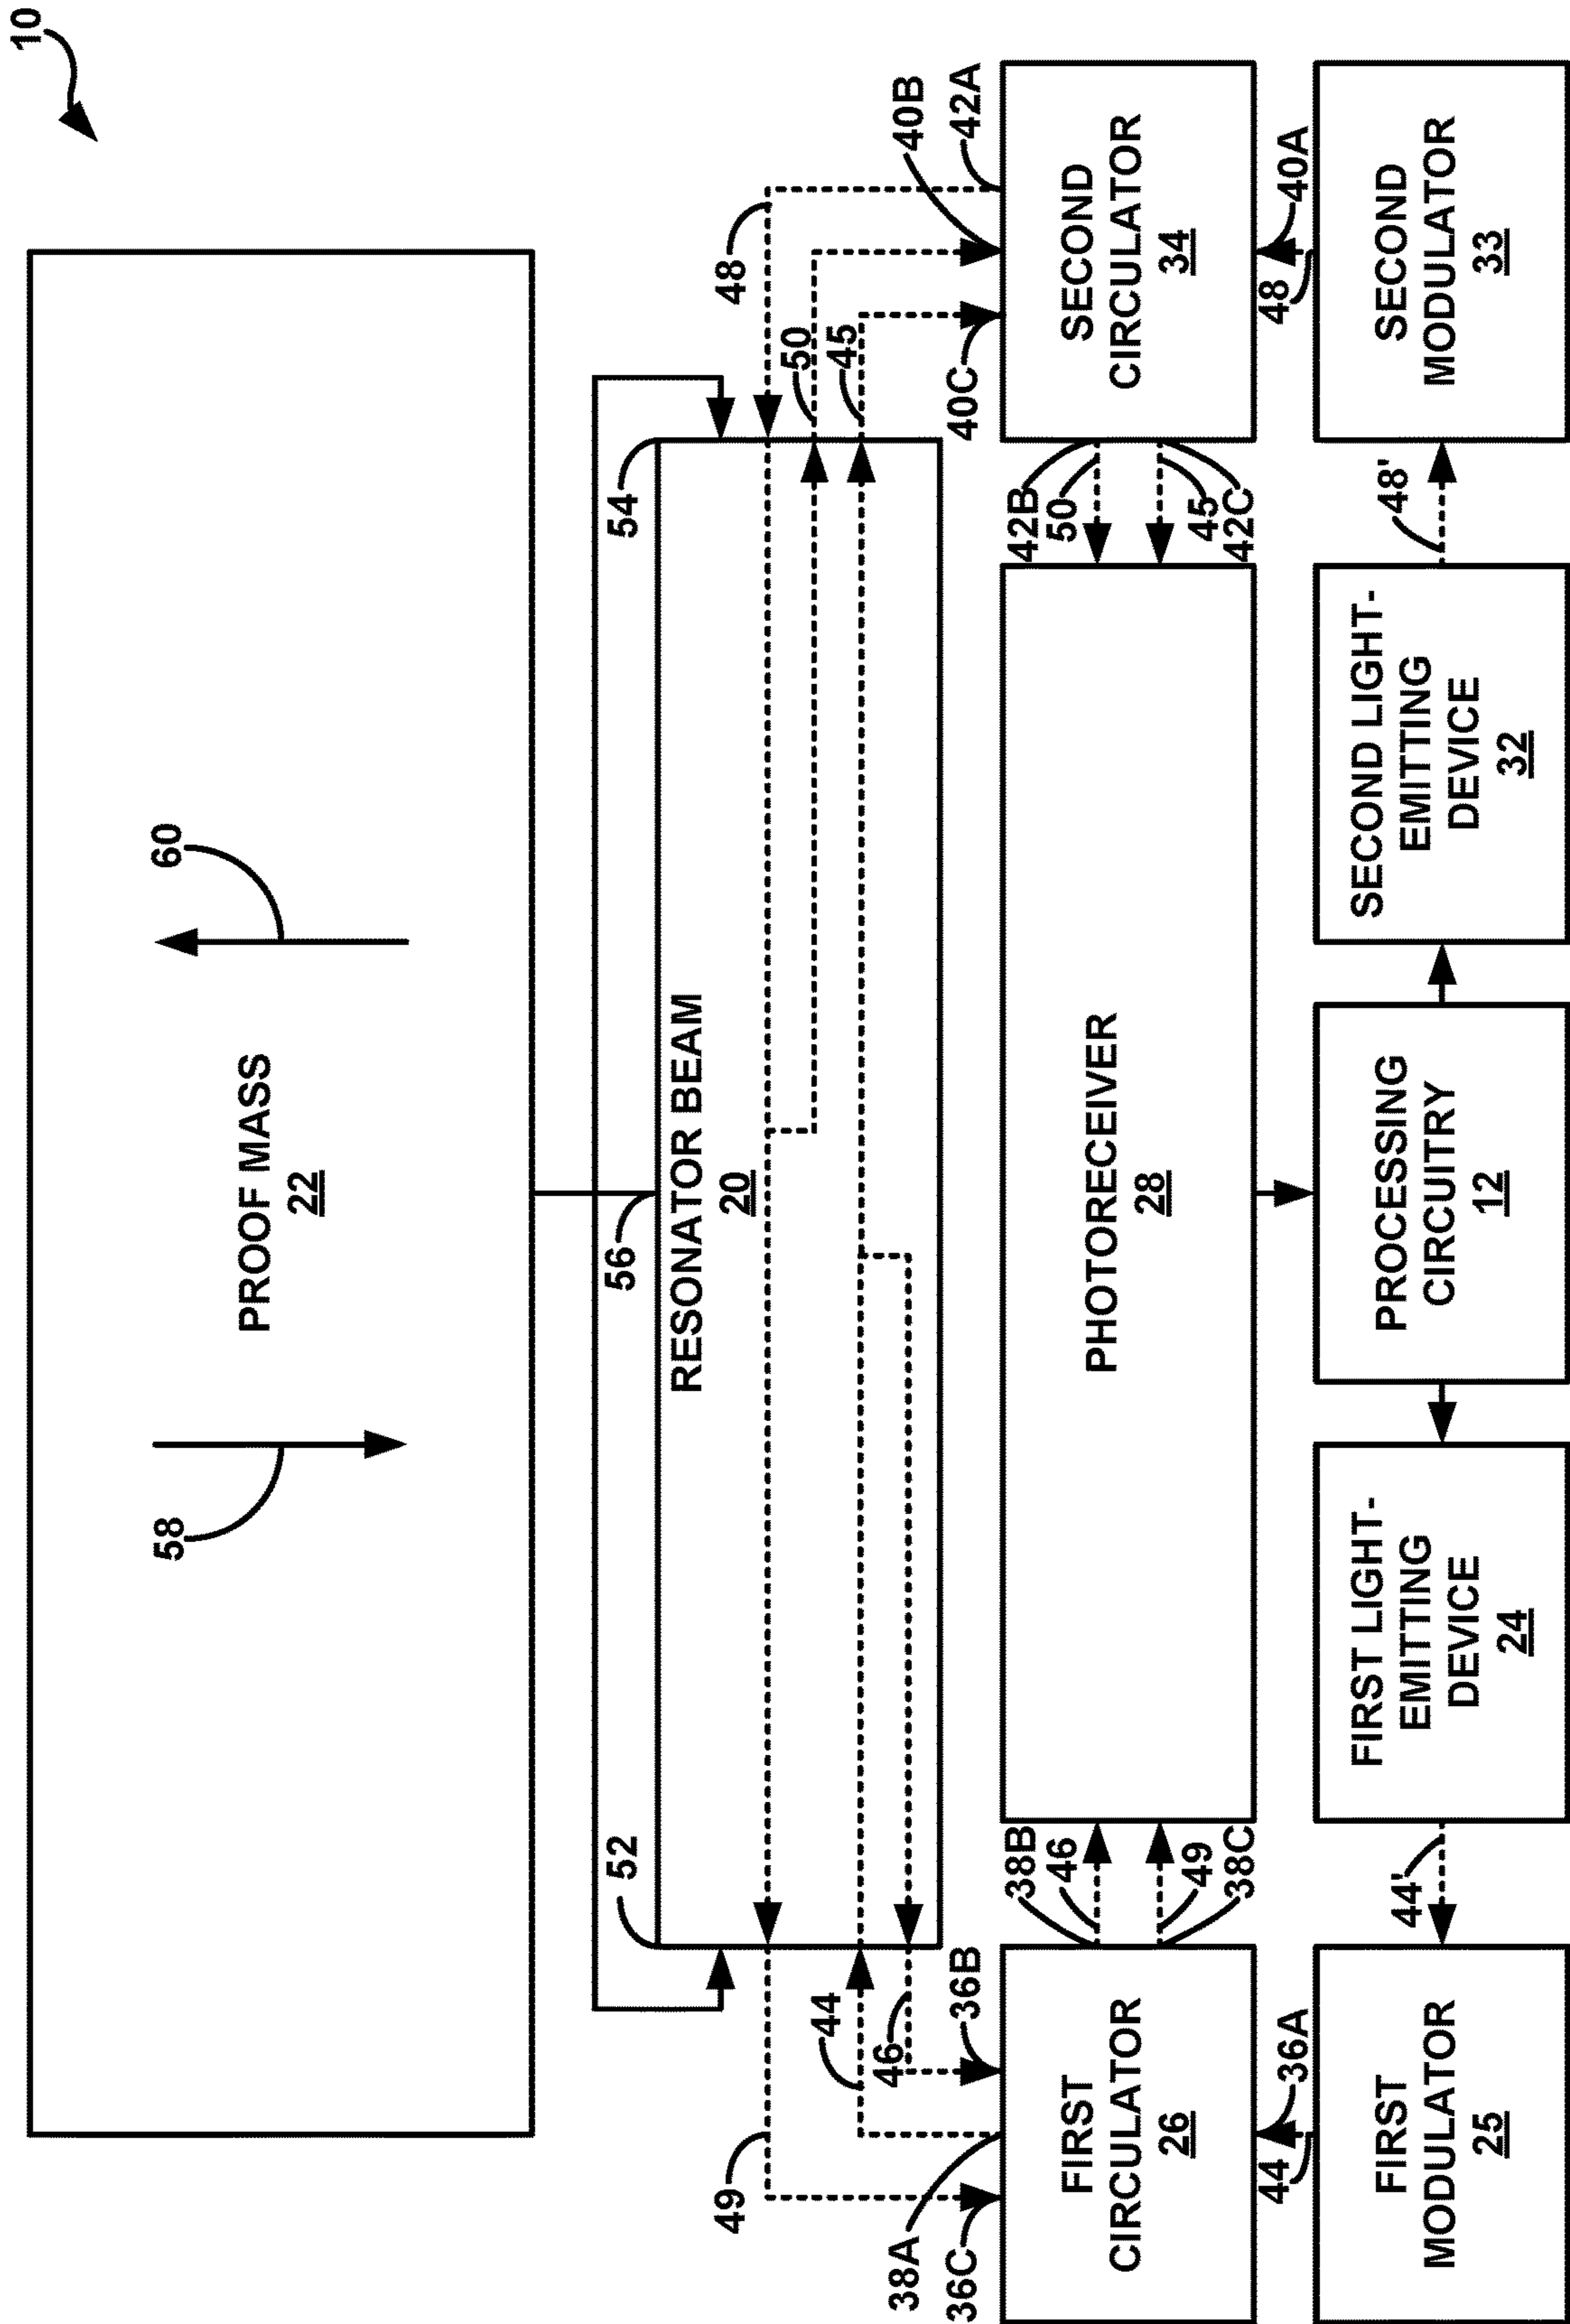 10
PROOF MASS
22
58
60
52
56
54
RESONATOR BEAM
20
49
44
46
48
50
45
38A
36C
36B
40C
40B
42A
FIRST
CIRCULATOR
26
38B
46
49
38C
PHOTORECEIVER
28
42B
50
45
42C
SECOND
CIRCULATOR
34
44
36A
48
40A
FIRST
MODULATOR
25
44'
FIRST LIGHT-
EMITTING
DEVICE
24
PROCESSING
CIRCUITRY
12
SECOND LIGHT-
EMITTING
DEVICE
32
48'
SECOND
MODULATOR
33